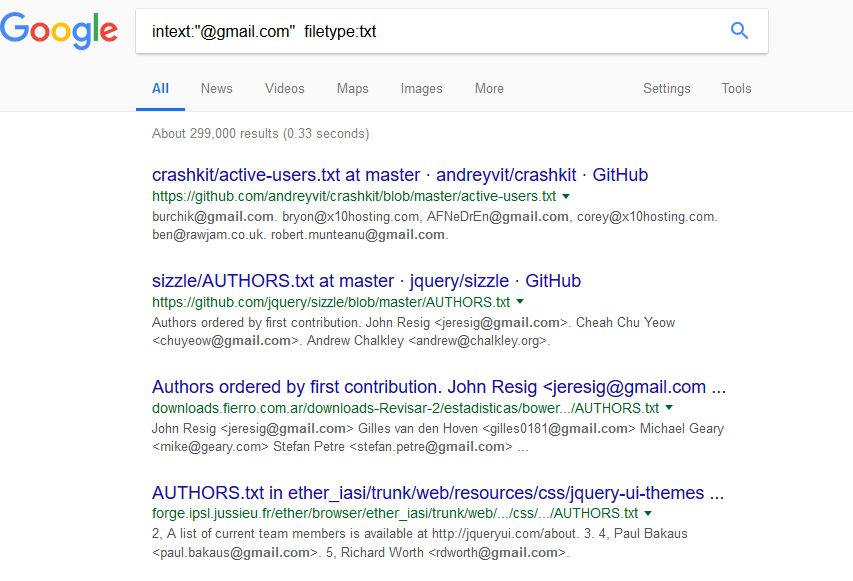 Google
intext:"@gmail.com"  filetype:txt
All News Videos Maps Images More Settings Tools
About 299,000 results (0.33 seconds)
crashkit/active-users.txt at master · andreyvit/crashkit · GitHub
https://github.com/andreyvit/crashkit/blob/master/active-users.txt
burchik@gmail.com. bryon@x10hosting.com, AFNeDrEn@gmail.com, corey@x10hosting.com.
ben@rawjam.co.uk. robert.munteanu@gmail.com.
sizzle/AUTHORS.txt at master · jquery/sizzle · GitHub
https://github.com/jquery/sizzle/blob/master/AUTHORS.txt
Authors ordered by first contribution. John Resig <jeresig@gmail.com>. Cheah Chu Yeow
<chuyeow@gmail.com>. Andrew Chalkley <andrew@chalkley.org>.
Authors ordered by first contribution. John Resig <jeresig@gmail.com ...
downloads.fierro.com.ar/downloads-Revisar-2/estadisticas/bower.../AUTHORS.txt
John Resig <jeresig@gmail.com> Gilles van den Hoven <gilles0181@gmail.com> Michael Geary
<mike@geary.com> Stefan Petre <stefan.petre@gmail.com> ...
AUTHORS.txt in ether_iasi/trunk/web/resources/css/jquery-ui-themes ...
forge.ipsl.jussieu.fr/ether/browser/ether_iasi/trunk/web/.../css/.../AUTHORS.txt
2, A list of current team members is available at http://jqueryui.com/about. 3. 4, Paul Bakaus
<paul.bakaus@gmail.com>. 5, Richard Worth <rdworth@gmail.com>.